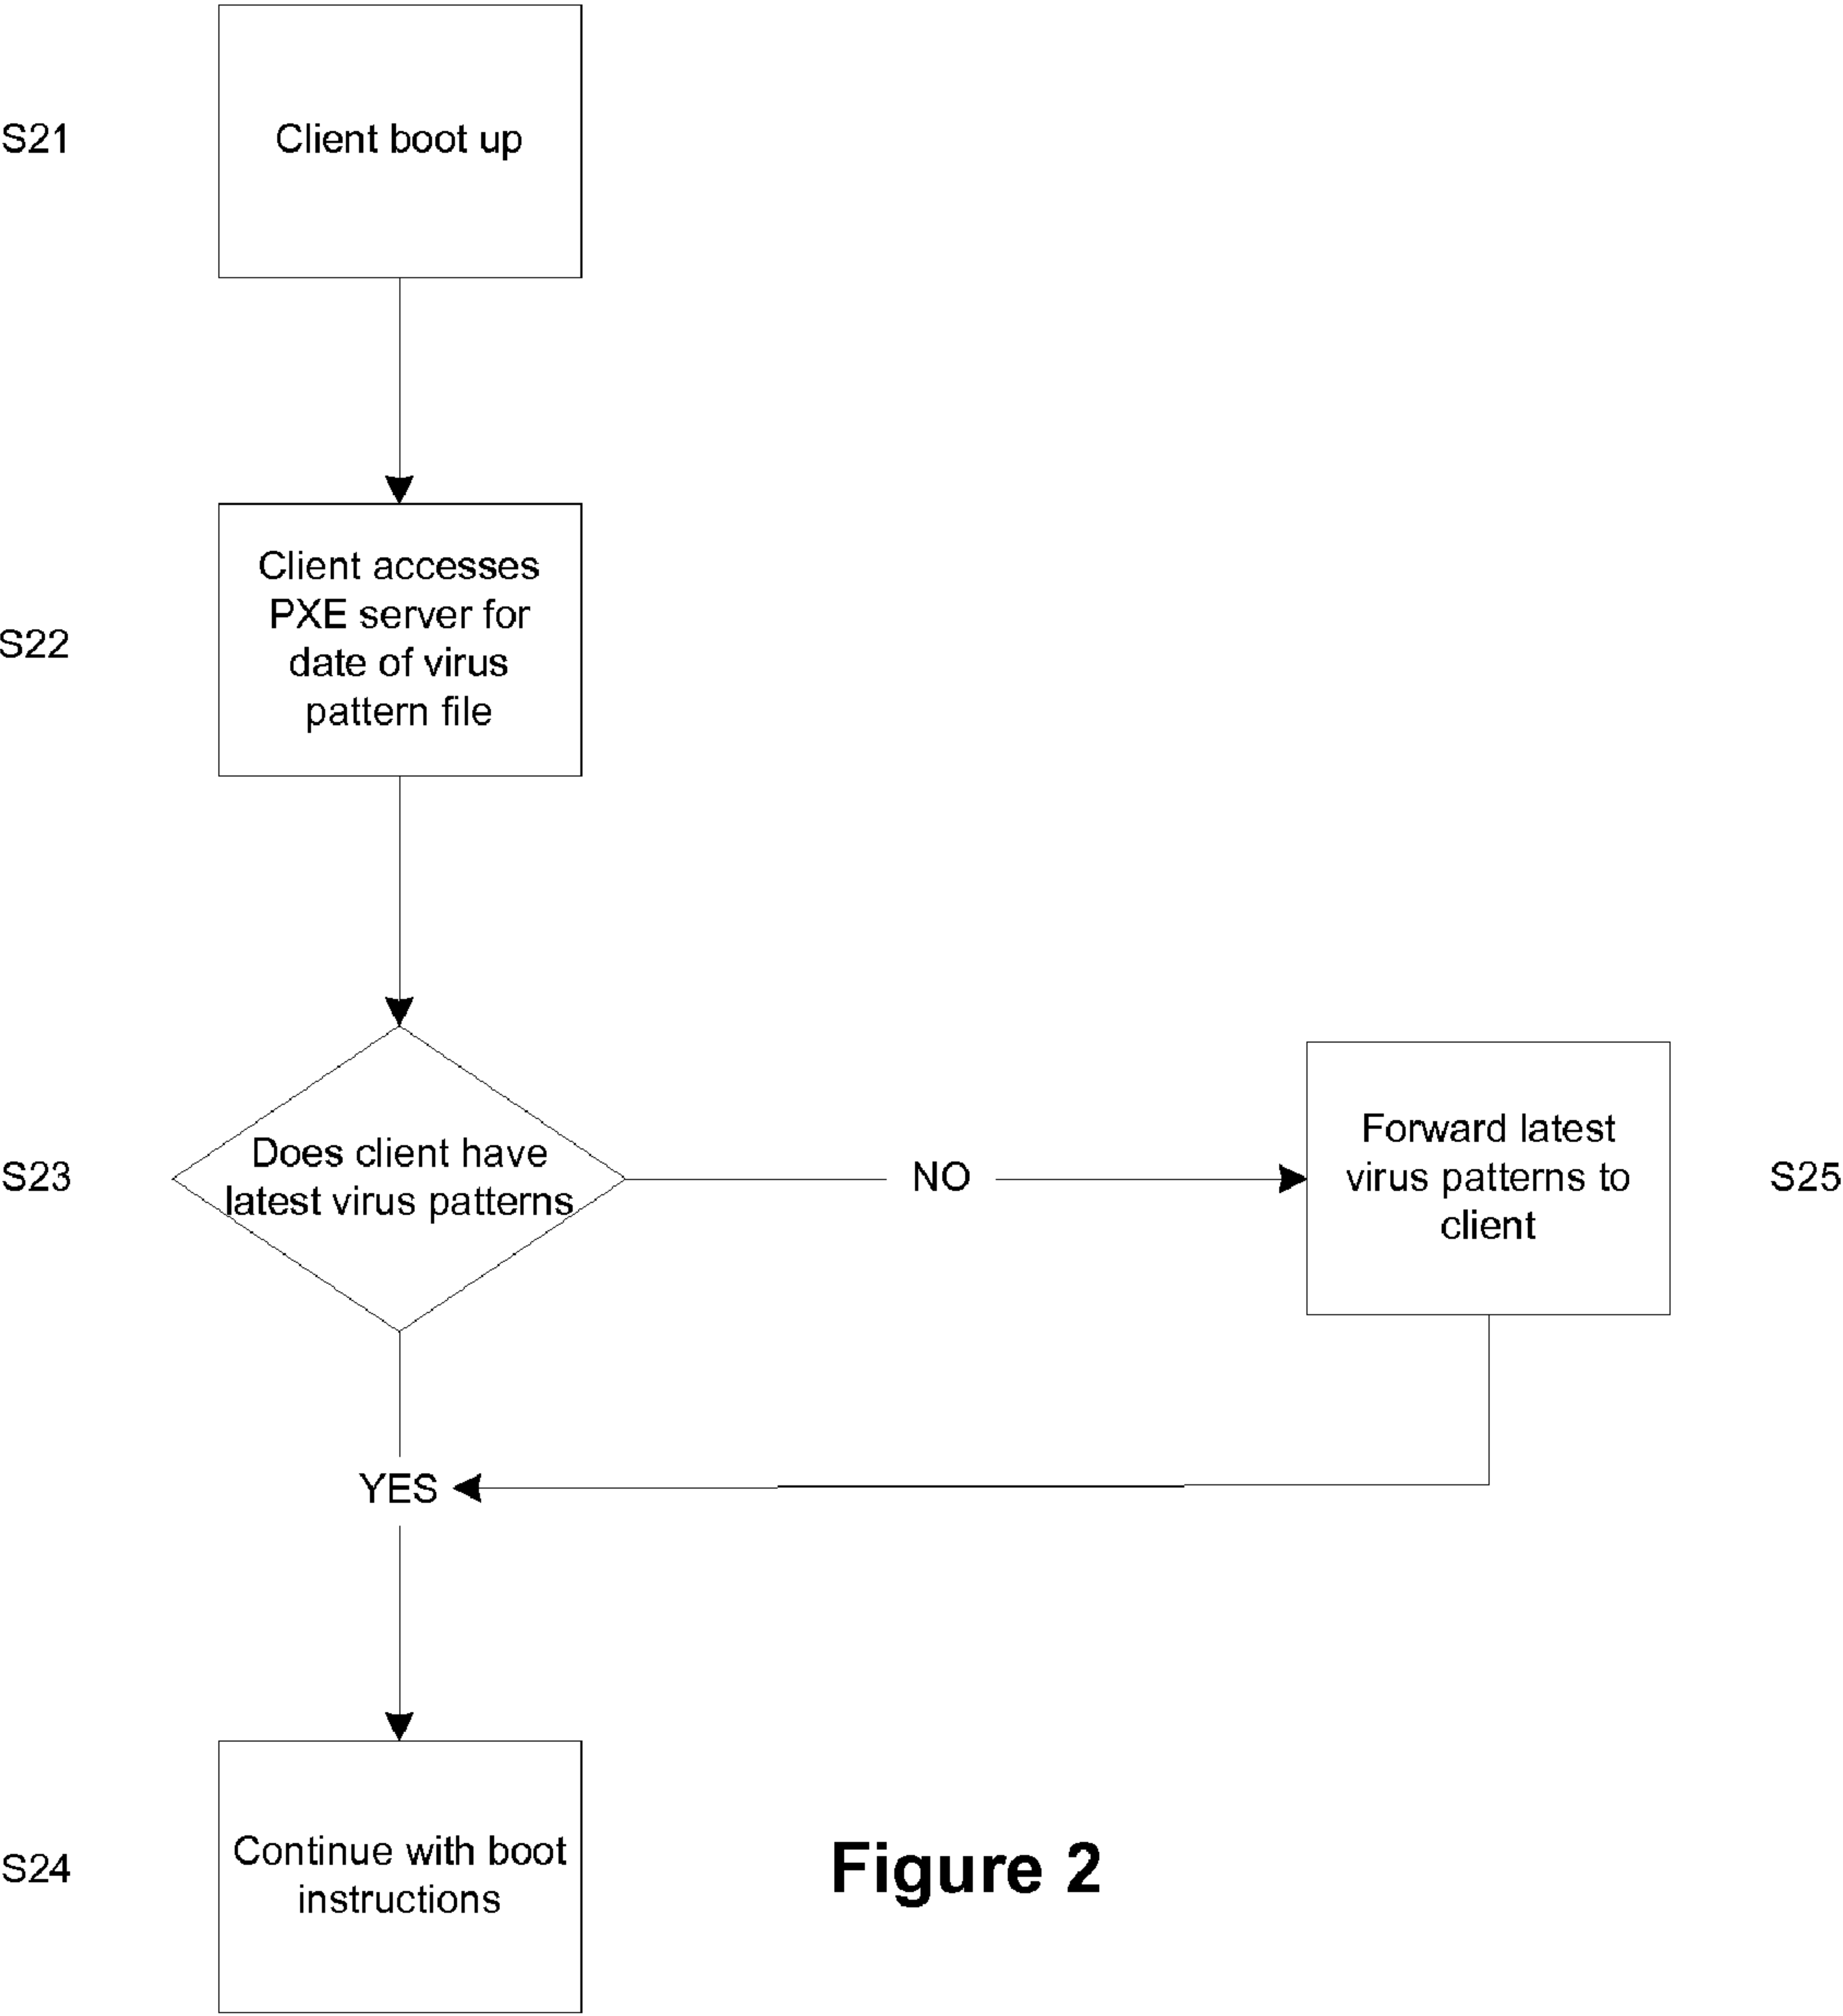 S21
Client boot up
S22
Client accesses
PXE server for
date of virus
pattern file
S23
Does client have
latest virus patterns
NO
Forward latest
virus patterns to
client
S25
YES
S24
Continue with boot
instructions
Figure 2